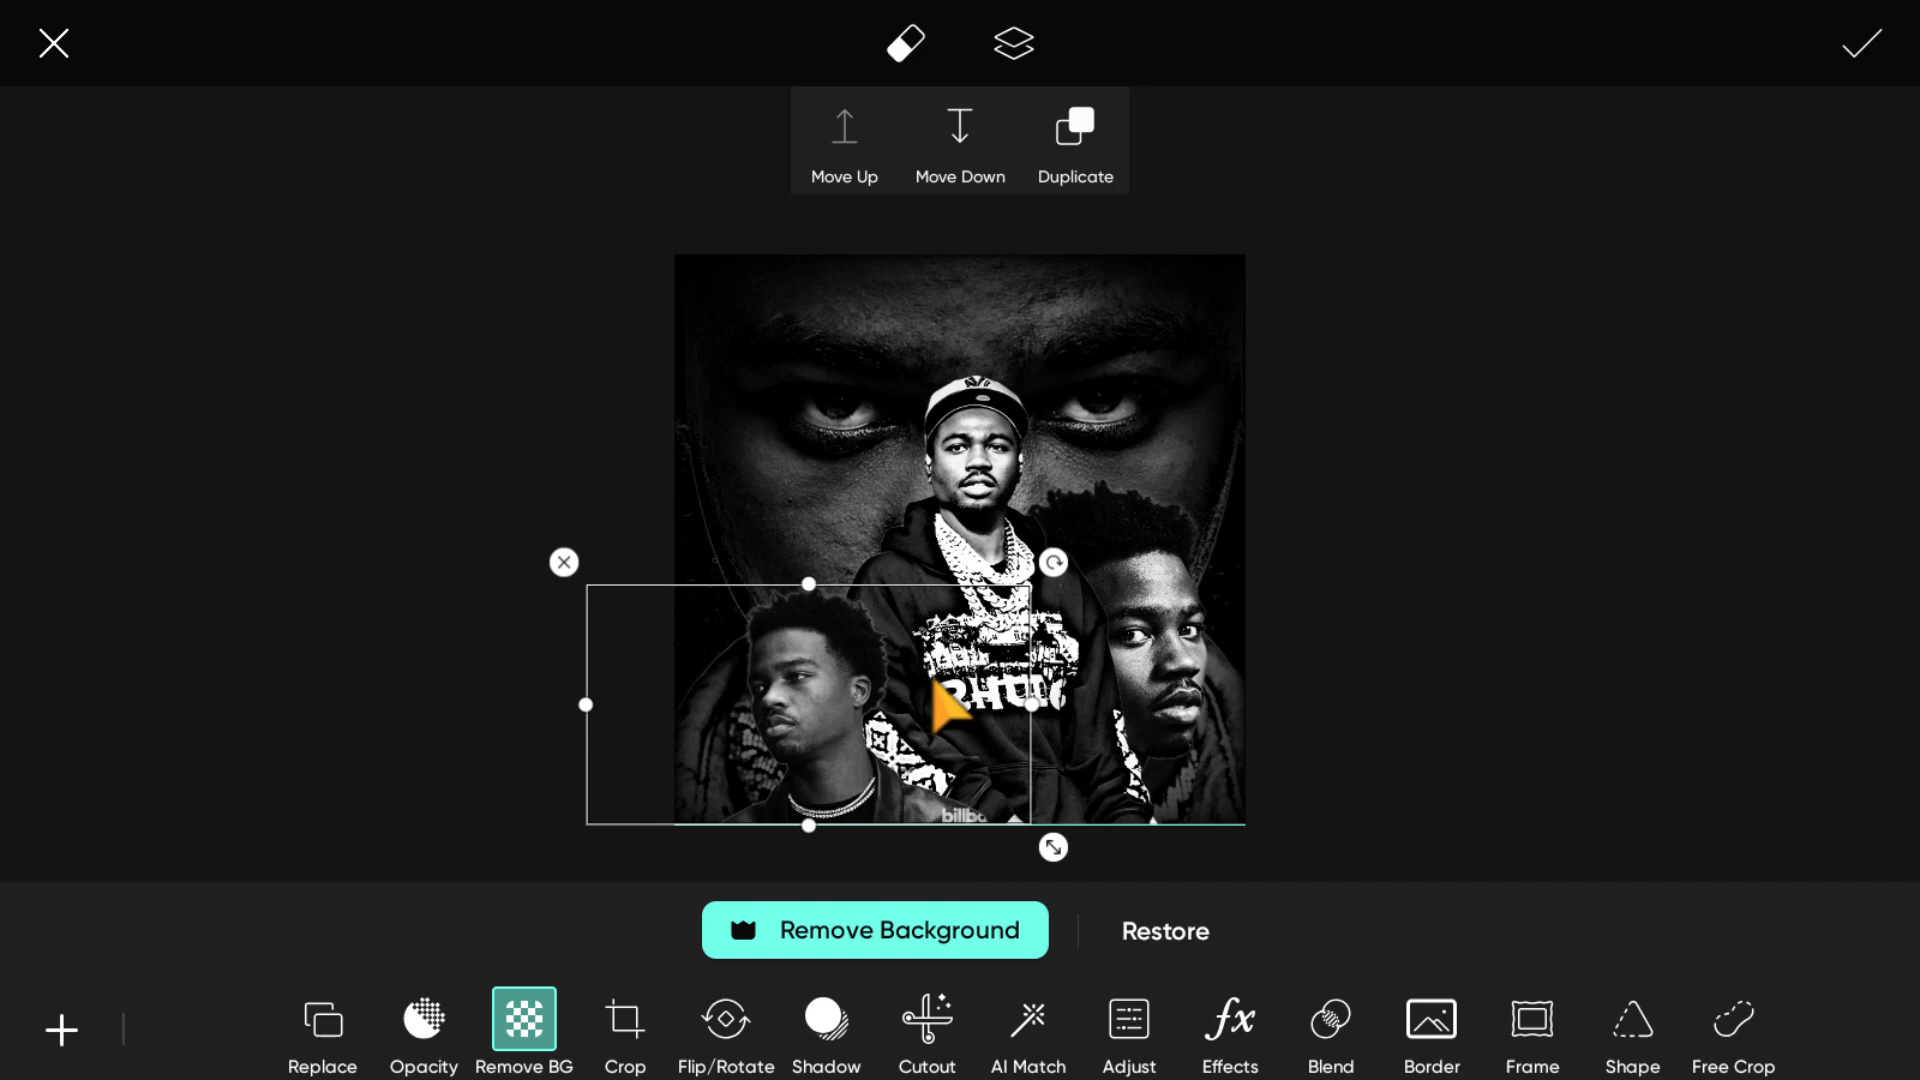 Move Up
Move Down
Duplicate
Remove Background
Restore
Replace
Opacity
Remove BG
Crop
Flip/Rotate
Shadow
Cutout
AI Match
Adjust
fx
Effects
Blend
Border
Frame
Shape
Free Crop